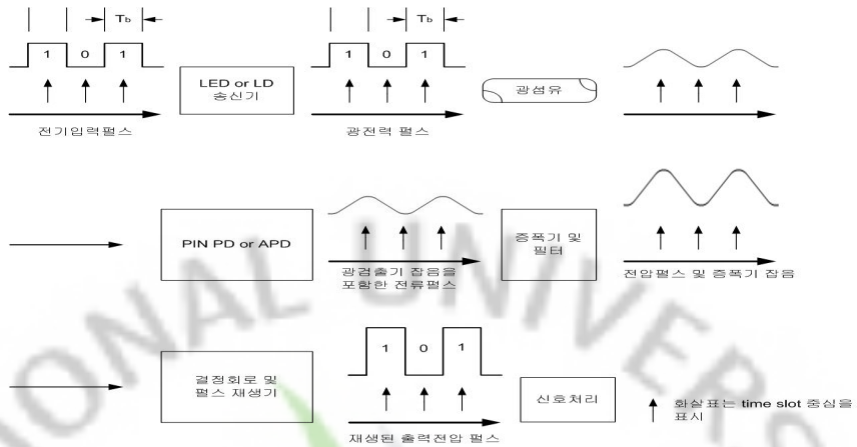 Tb
Tb
1 0 1
LED or LD
송신기
1 0 1
광섬유
전기입력펄스
광전력 펄스
PIN PD or APD
증폭기 및
필터
광검출기 잡음을
포함한 전류펄스
전압펄스 및 증폭기 잡음
1 0 1
결정회로 및
펄스 재생기
신호처리
화살표는 time slot 중심을
표시
재생된 출력전압 펄스
IONAL UNIVERS